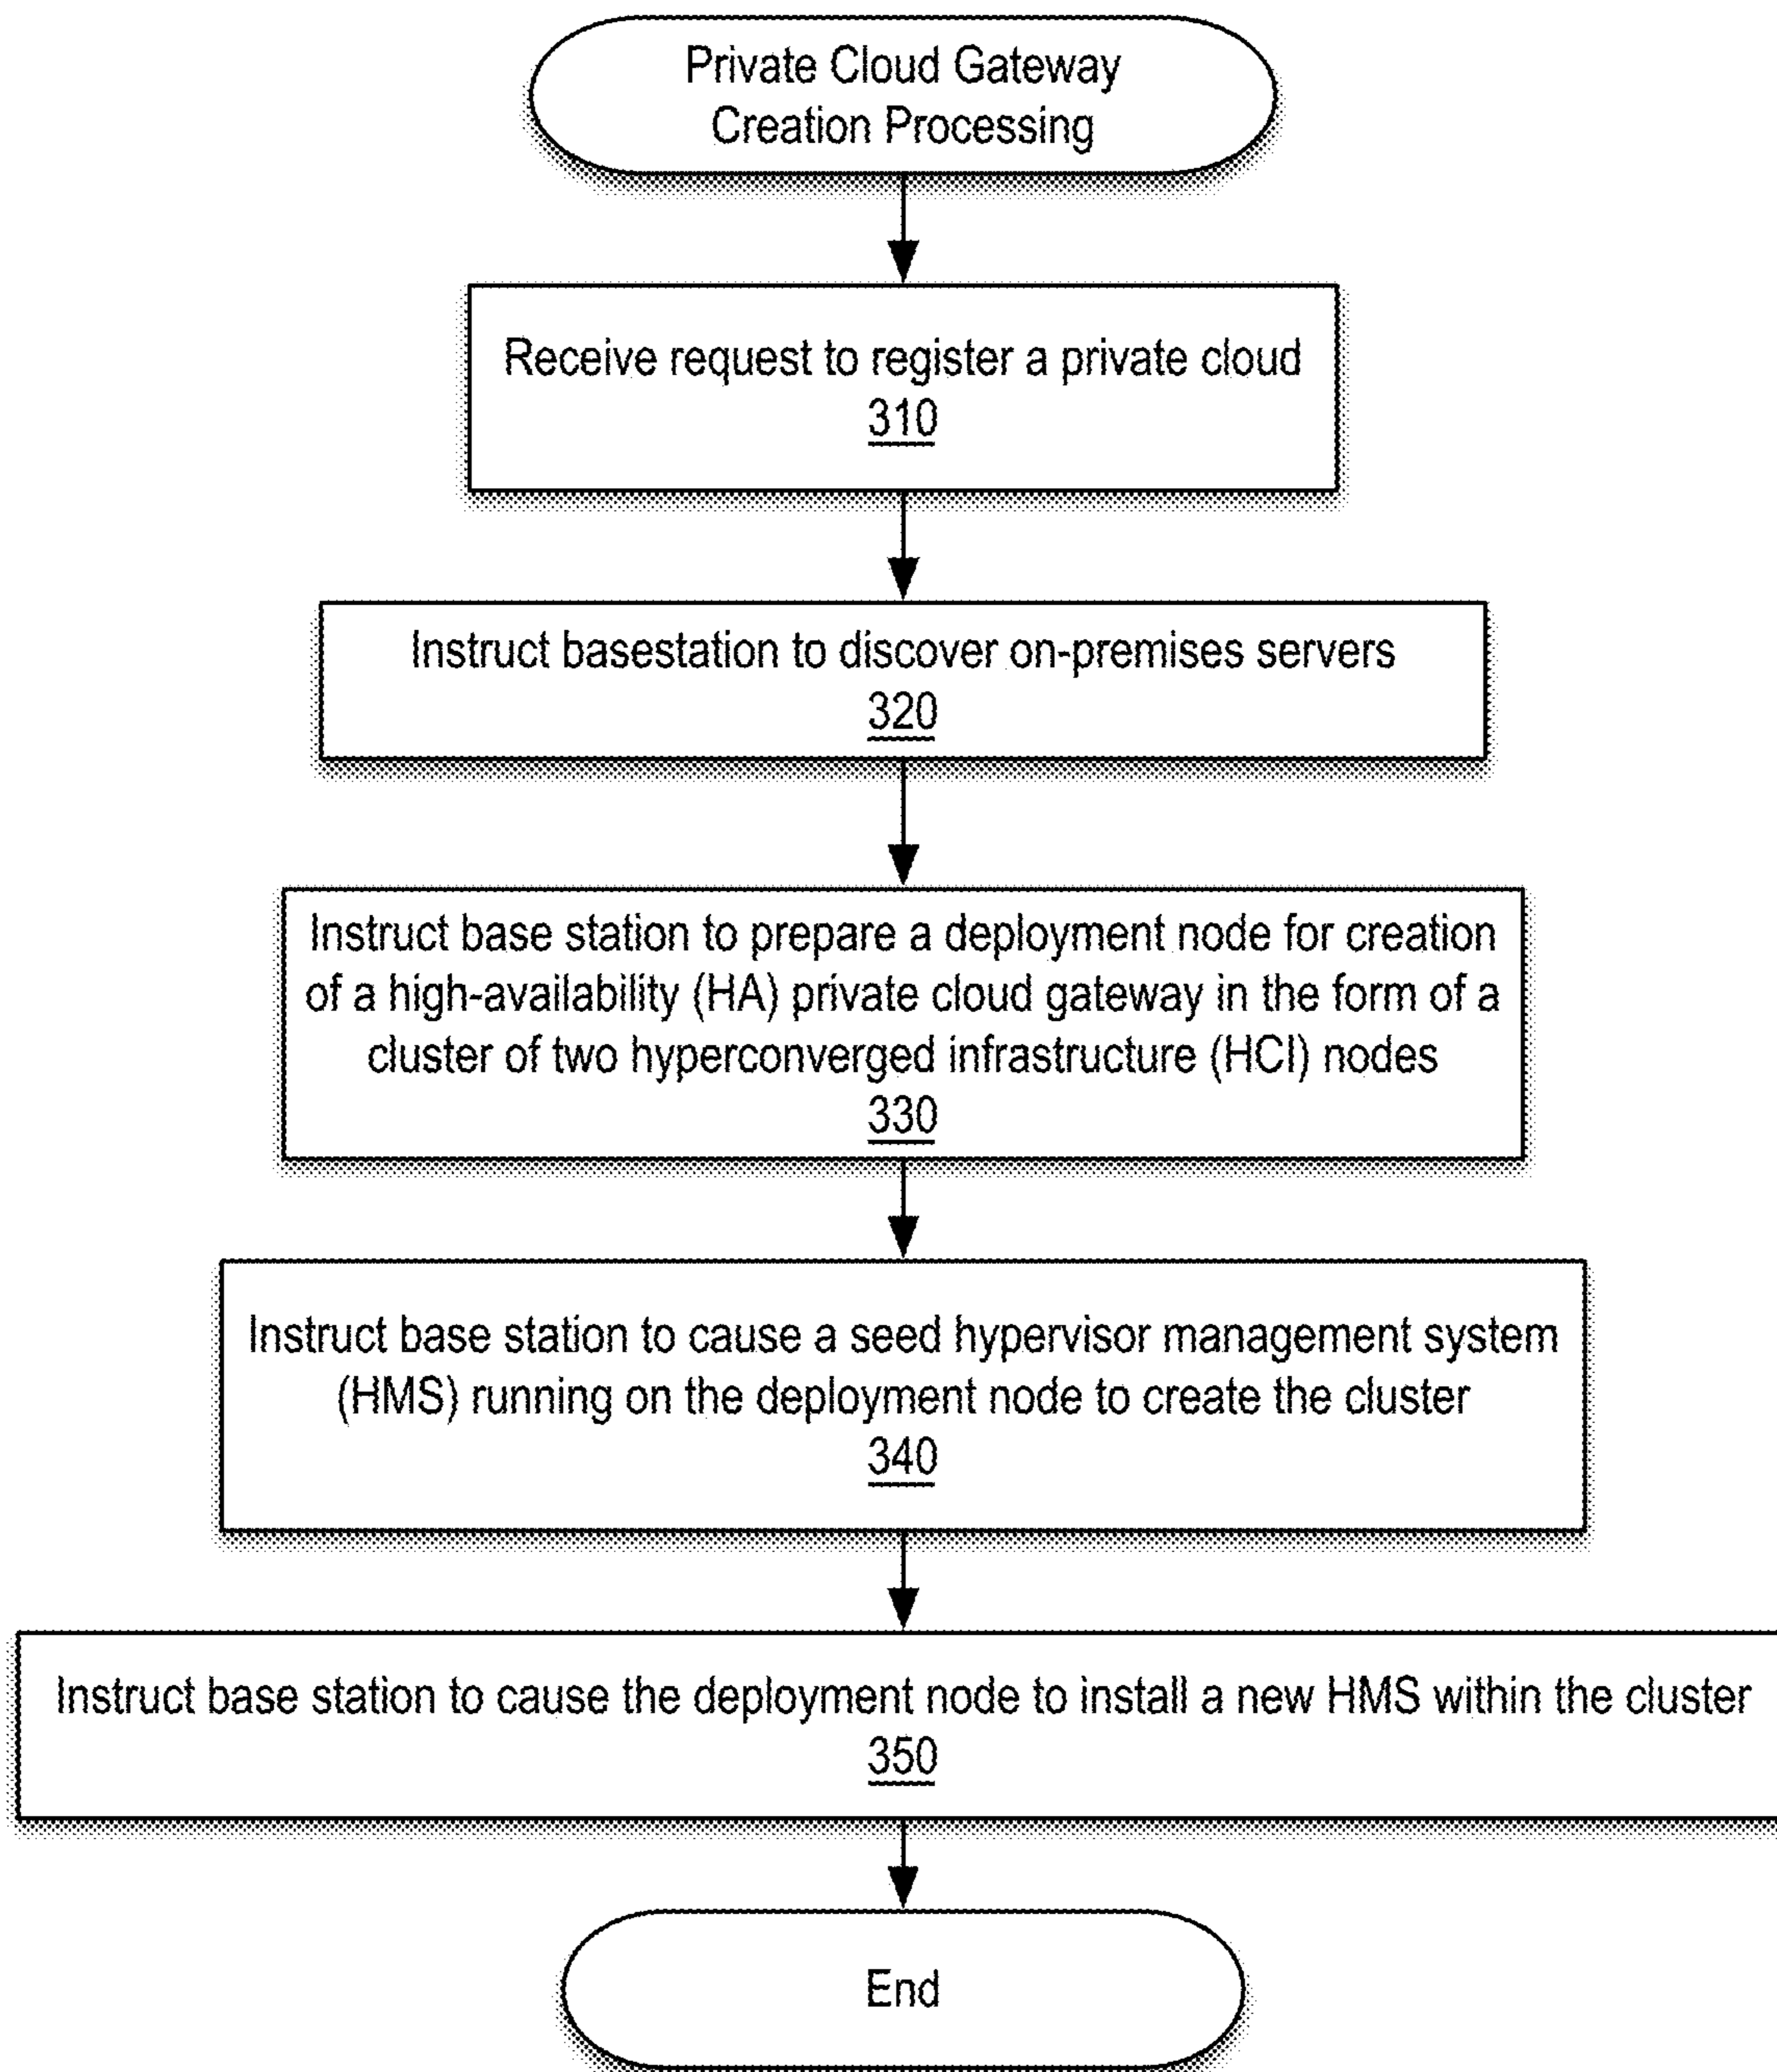 Private Cloud Gateway
Creation Processing
Receive request to register a private cloud
310
Instruct basestation to discover on-premises servers
320
Instruct base station to prepare a deployment node for creation
of a high-availability (HA) private cloud gateway in the form of a
cluster of two hyperconverged infrastructure (HCI) nodes
330
Instruct base station to cause a seed hypervisor management system
(HMS) running on the deployment node to create the cluster
340
Instruct base station to cause the deployment node to install a new HMS within the cluster
350
End